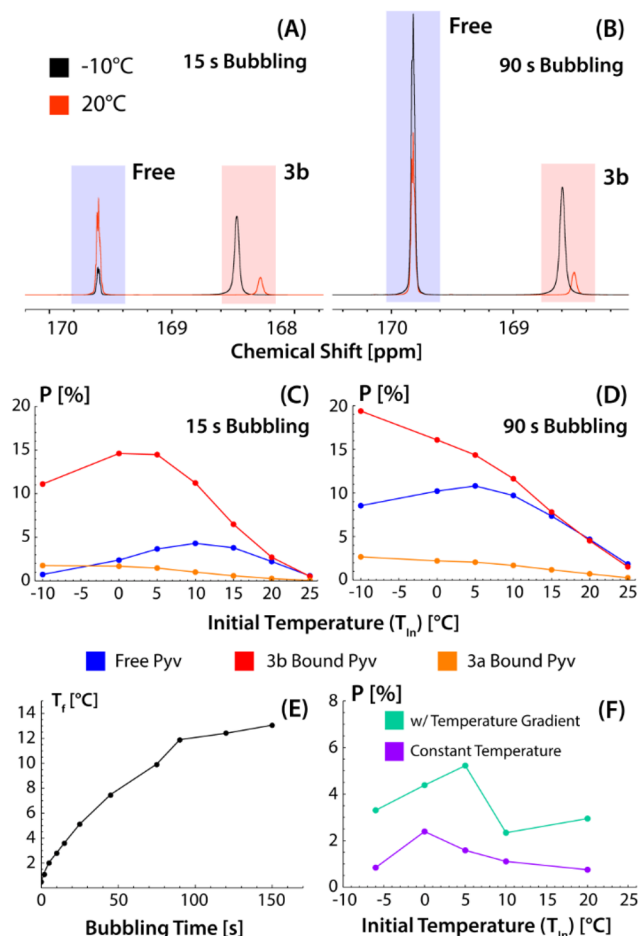 (A)
(B)
Free
-10°C
15 s Bubbling
90 s Bubbling
20°C
Free
3b
3b
170
169
168
170
169
Chemical Shift [ppm]
P [%]
(C)
P [%]
(D)
15 s Bubbling
90 s Bubbling
20
15
10
5
0
-10
-5
0
5
10
15
20
25
20
15
10
5
0
-10
-5
0
5
10
15
20
25
Initial Temperature (TIn) [°C]
Free Pyv
3b Bound Pyv
3a Bound Pyv
Tf [°C]
(E)
P [%]
(F)
14
12
10
8
6
4
2
0
50
100
150
Bubbling Time [s]
8
6
4
2
0
w/ Temperature Gradient
Constant Temperature
-10
-5
0
5
10
15
20
25
Initial Temperature (TIn) [°C]